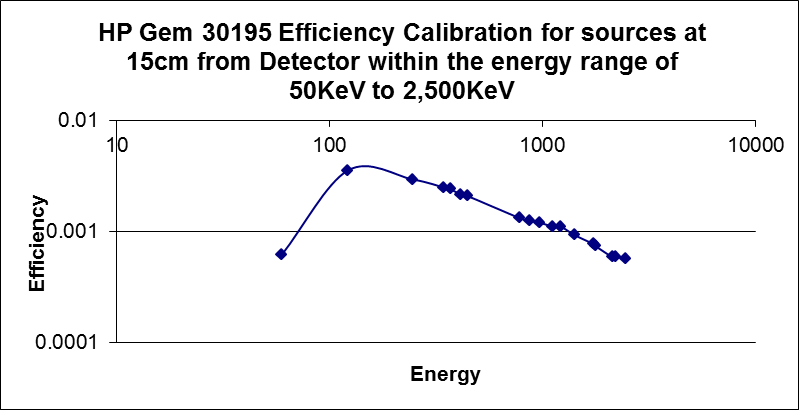 HP Gem 30195 Efficiency Calibration for sources at
15cm from Detector within the energy range of
50KeV to 2,500KeV
0.01
10 100 1000 10000
Efficiency
0.001
0.0001
Energy